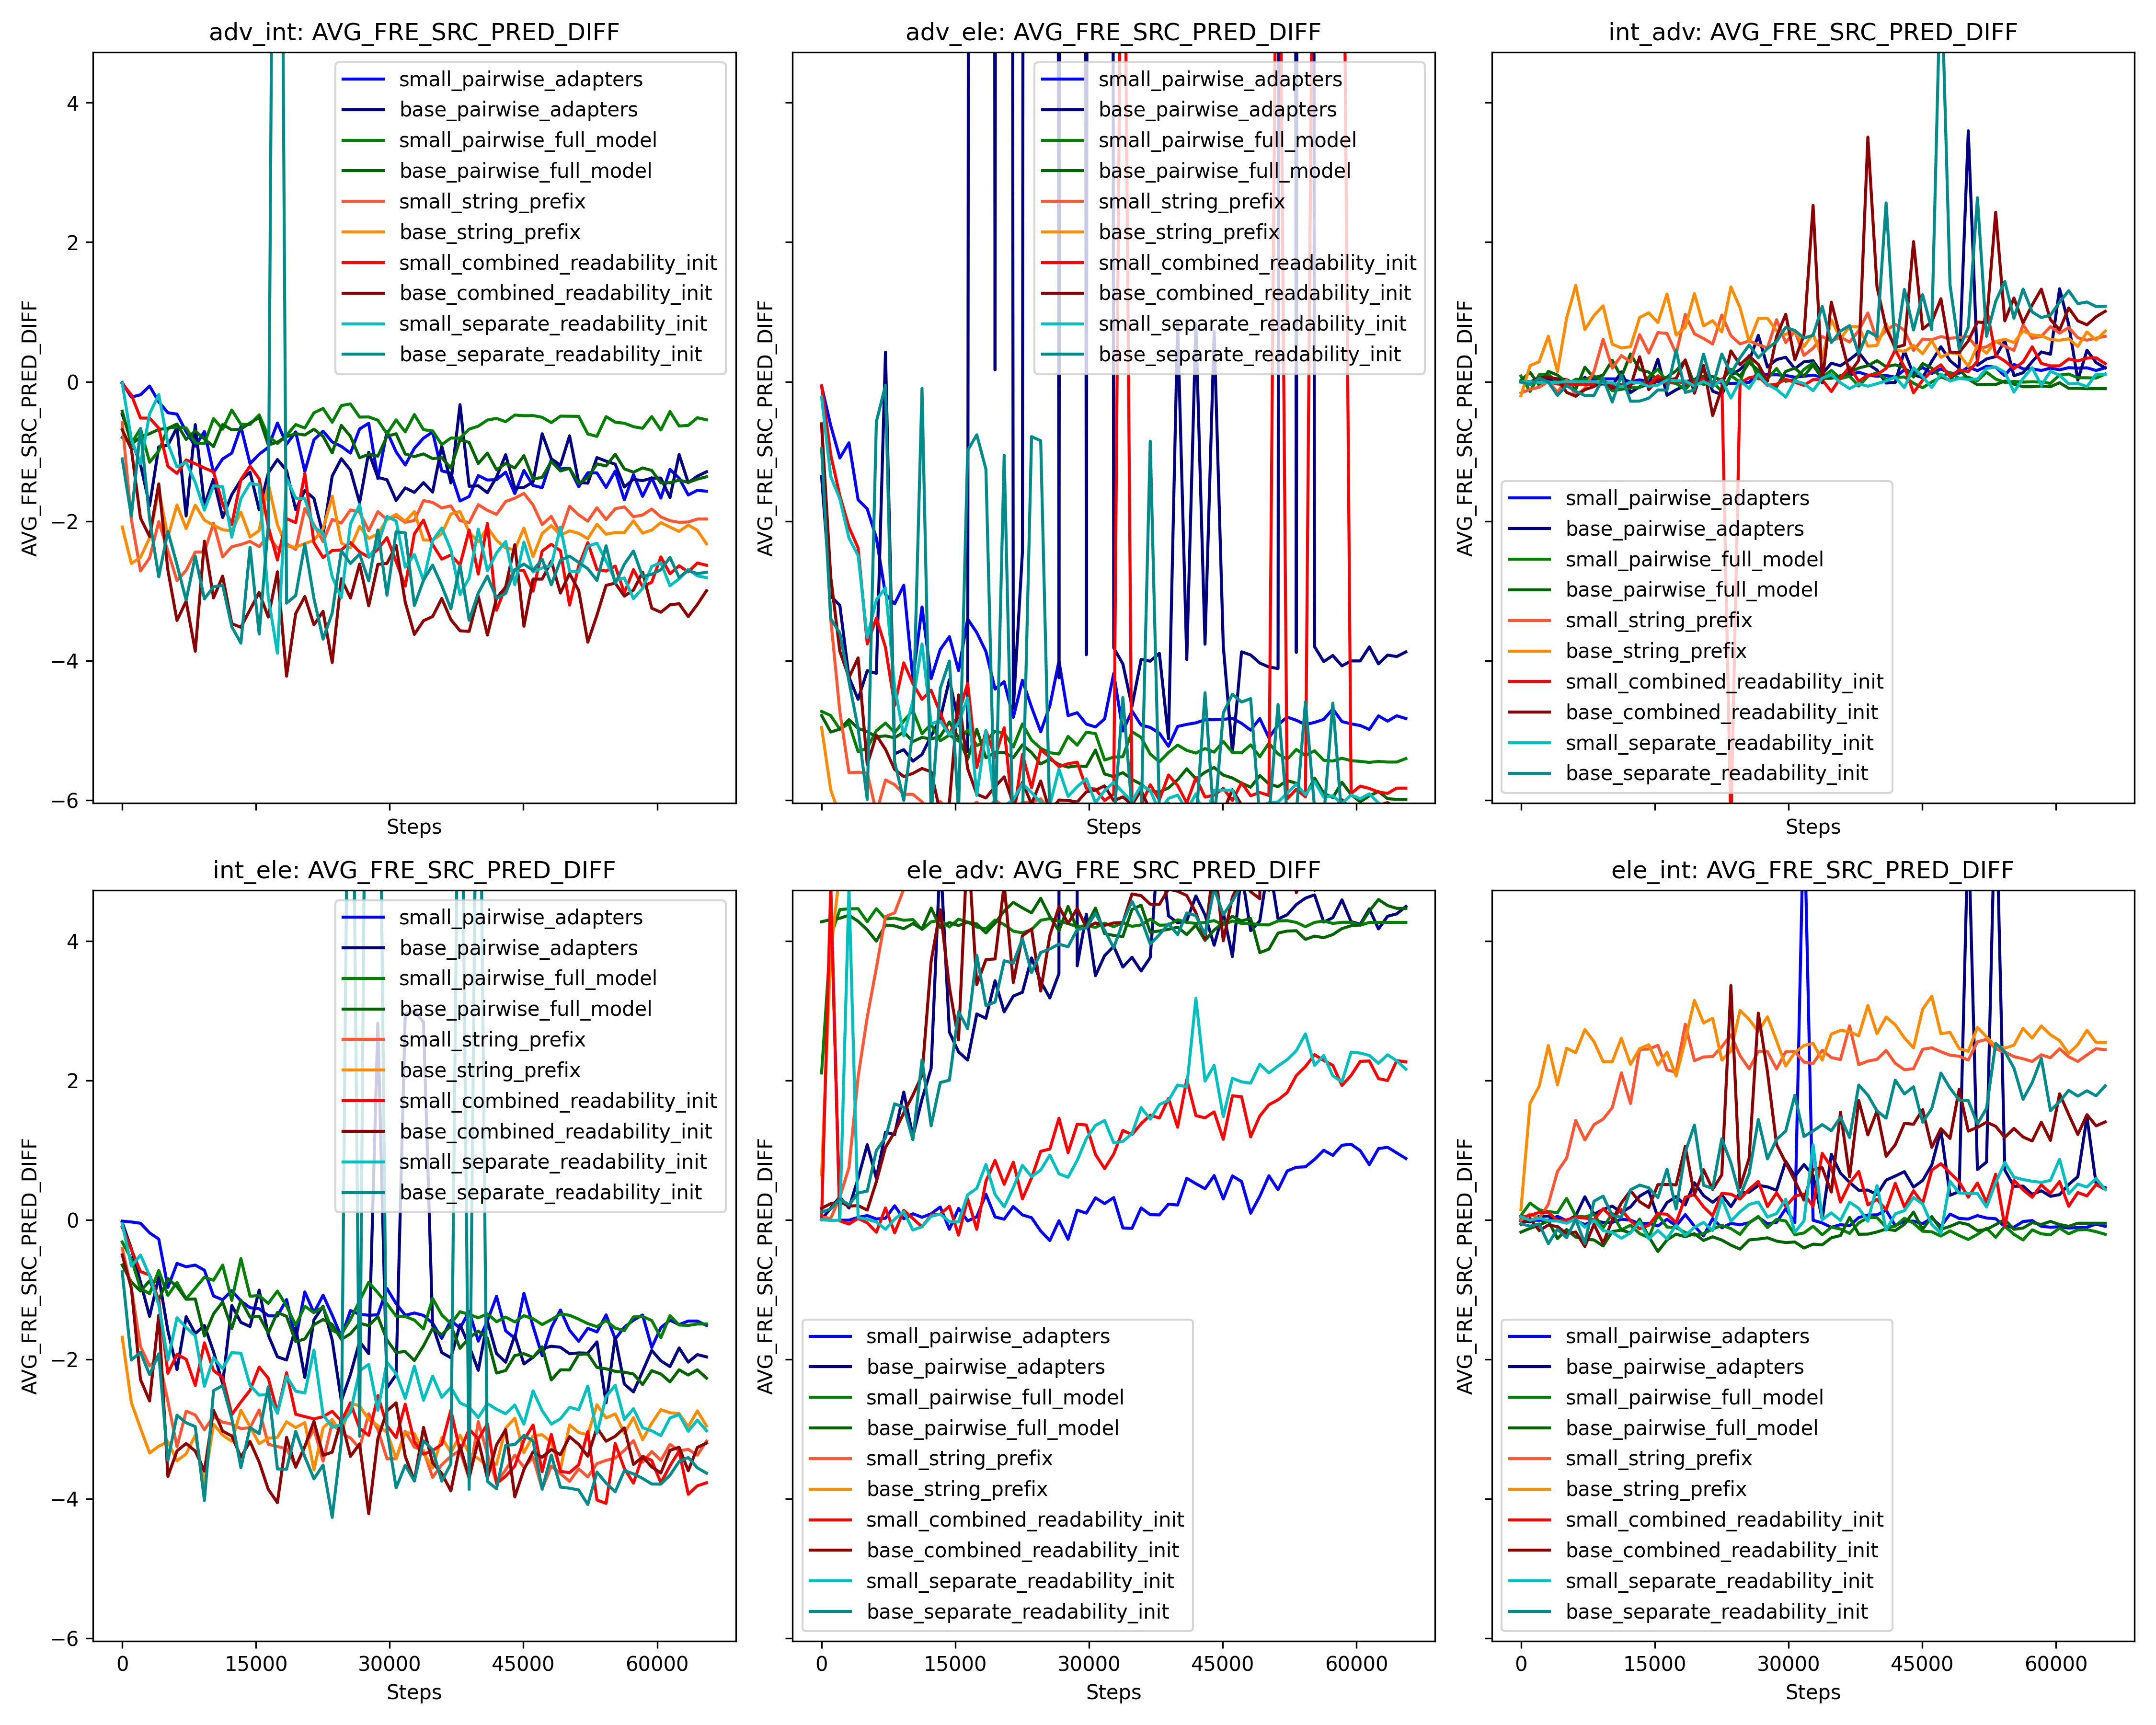 adv_int: AVG_FRE_SRC_PRED_DIFF
AVG_FRE_SRC_PRED_DIFF
4
2
0
−2
−4
−6
small_pairwise_adapters
base_pairwise_adapters
small_pairwise_full_model
base_pairwise_full_model
small_string_prefix
base_string_prefix
small_combined_readability_init
base_combined_readability_init
small_separate_readability_init
base_separate_readability_init
Steps
adv_ele: AVG_FRE_SRC_PRED_DIFF
AVG_FRE_SRC_PRED_DIFF
small_pairwise_adapters
base_pairwise_adapters
small_pairwise_full_model
base_pairwise_full_model
small_string_prefix
base_string_prefix
small_combined_readability_init
base_combined_readability_init
small_separate_readability_init
base_separate_readability_init
Steps
int_adv: AVG_FRE_SRC_PRED_DIFF
AVG_FRE_SRC_PRED_DIFF
small_pairwise_adapters
base_pairwise_adapters
small_pairwise_full_model
base_pairwise_full_model
small_string_prefix
base_string_prefix
small_combined_readability_init
base_combined_readability_init
small_separate_readability_init
base_separate_readability_init
Steps
int_ele: AVG_FRE_SRC_PRED_DIFF
AVG_FRE_SRC_PRED_DIFF
4
2
0
−2
−4
−6
small_pairwise_adapters
base_pairwise_adapters
small_pairwise_full_model
base_pairwise_full_model
small_string_prefix
base_string_prefix
small_combined_readability_init
base_combined_readability_init
small_separate_readability_init
base_separate_readability_init
0 15000 30000 45000 60000
Steps
ele_adv: AVG_FRE_SRC_PRED_DIFF
AVG_FRE_SRC_PRED_DIFF
small_pairwise_adapters
base_pairwise_adapters
small_pairwise_full_model
base_pairwise_full_model
small_string_prefix
base_string_prefix
small_combined_readability_init
base_combined_readability_init
small_separate_readability_init
base_separate_readability_init
0 15000 30000 45000 60000
Steps
ele_int: AVG_FRE_SRC_PRED_DIFF
AVG_FRE_SRC_PRED_DIFF
small_pairwise_adapters
base_pairwise_adapters
small_pairwise_full_model
base_pairwise_full_model
small_string_prefix
base_string_prefix
small_combined_readability_init
base_combined_readability_init
small_separate_readability_init
base_separate_readability_init
0 15000 30000 45000 60000
Steps